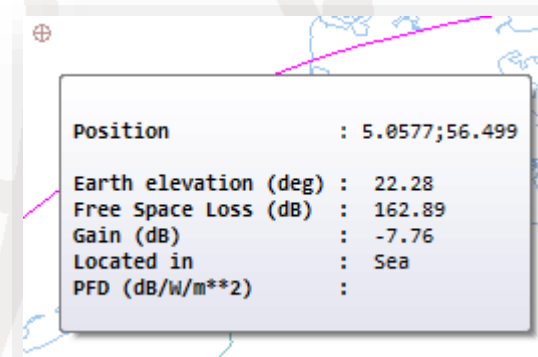 Position : 5.0577;56.499
Earth elevation (deg) : 22.28
Free Space Loss (dB) : 162.89
Gain (dB) : -7.76
Located in : Sea
PFD (dB/W/m**2) :